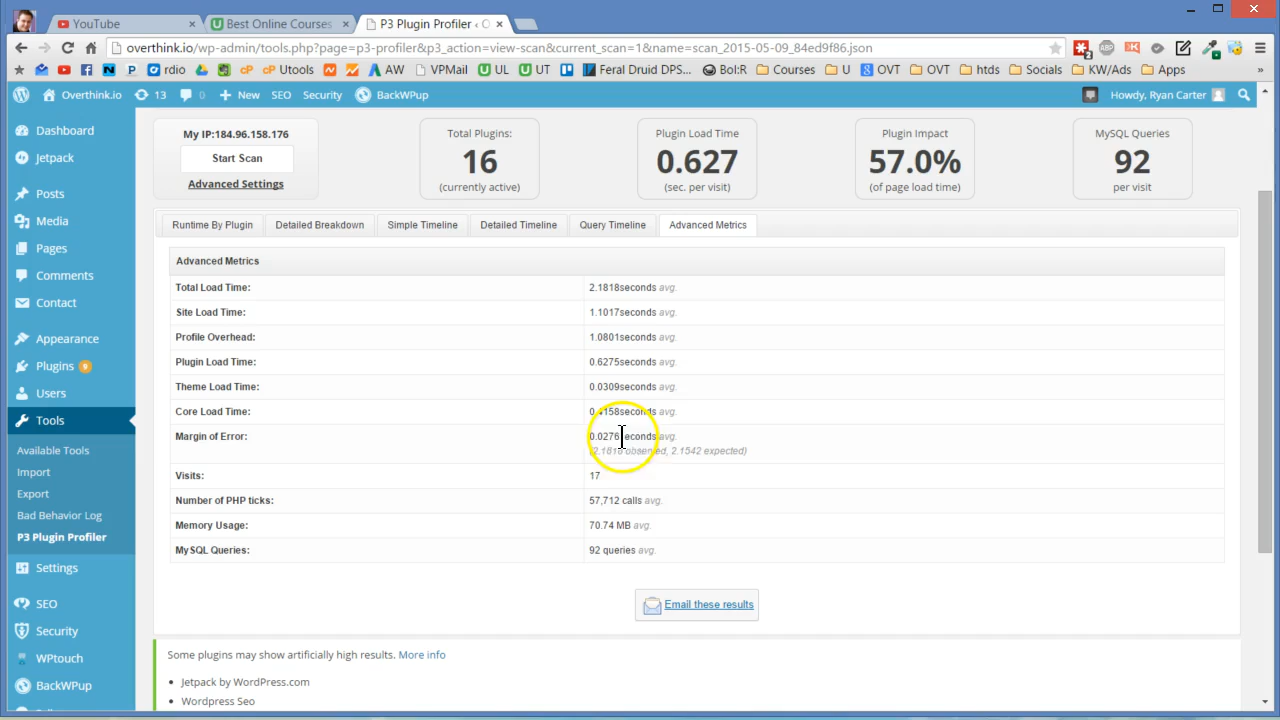 YouTube
Best Online Courses
P3 Plugin Profiler ‹ O
overthink.io/wp-admin/tools.php?page=p3-profiler&p3_action=view-scan&current_scan=1&name=scan_2015-05-09_84ed9f86.json
rdio
cP Utools
AW
VPMail
UL
UT
Feral Druid DPS...
Bol:R
Courses
U
OVT
OVT
htds
Socials
KW/Ads
Apps
»
Overthink.io
13
0
New
SEO
Security
BackWPup
Howdy, Ryan Carter
Dashboard
Jetpack
Posts
Media
Pages
Comments
Contact
Appearance
Plugins 9
Users
Tools
Available Tools
Import
Export
Bad Behavior Log
P3 Plugin Profiler
Settings
SEO
Security
WPtouch
BackWPup
My IP:184.96.158.176
Start Scan
Advanced Settings
Total Plugins:
16
(currently active)
Plugin Load Time
0.627
(sec. per visit)
Plugin Impact
57.0%
(of page load time)
MySQL Queries
92
per visit
Runtime By Plugin
Detailed Breakdown
Simple Timeline
Detailed Timeline
Query Timeline
Advanced Metrics
Advanced Metrics
Total Load Time: 2.1818seconds avg.
Site Load Time: 1.1017seconds avg.
Profile Overhead: 1.0801seconds avg.
Plugin Load Time: 0.6275seconds avg.
Theme Load Time: 0.0309seconds avg.
Core Load Time: 0.4158seconds avg.
Margin of Error: 0.0276seconds avg.
(2.1818 observed, 2.1542 expected)
Visits: 17
Number of PHP ticks: 57,712 calls avg.
Memory Usage: 70.74 MB avg.
MySQL Queries: 92 queries avg.
Email these results
Some plugins may show artificially high results. More info
• Jetpack by WordPress.com
• Wordpress Seo